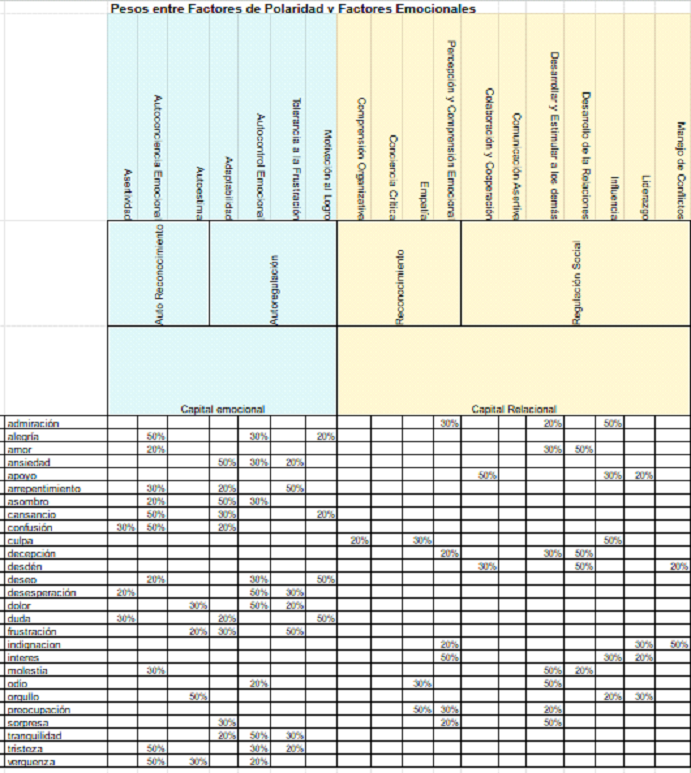 Pesos entre Factores de Polaridad y Factores Emocionales
Asertividad
Autoconciencia Emocional
Autoestima
Adaptabilidad
Autocontrol Emocional
Tolerancia a la Frustración
Motivación al Logro
Comprensión Organizativa
Conciencia Crítica
Empatía
Percepción y Comprensión Emocional
Colaboración y Cooperación
Comunicación Asertiva
Desarrollar y Estimular a los demás
Desarrollo de la Relaciones
Influencia
Liderazgo
Manejo de Conflictos
Auto Reconocimiento
Autoregulación
Reconocimiento
Regulación Social
Capital emocional
Capital Relacional
admiración 30% 20% 50%
alegría 50% 30% 20%
amor 20% 30% 50%
ansiedad 50% 30% 20%
apoyo 50% 30% 20%
arrepentimiento 30% 20% 50%
asombro 20% 50% 30%
cansancio 50% 30% 20%
confusión 30% 50% 20%
culpa 20% 30% 50%
decepción 20% 30% 50%
desdén 30% 50% 20%
deseo 20% 30% 50%
desesperación 20% 50% 30%
dolor 30% 50% 20%
duda 30% 20% 50%
frustración 20% 30% 50%
indignacion 20% 30% 50%
interes 50% 30% 20%
molestia 30% 50% 20%
odio 20% 30% 50%
orgullo 50% 20% 30%
preocupación 50% 30% 20%
sorpresa 30% 20% 50%
tranquilidad 20% 50% 30%
tristeza 50% 30% 20%
verguenza 50% 30% 20%